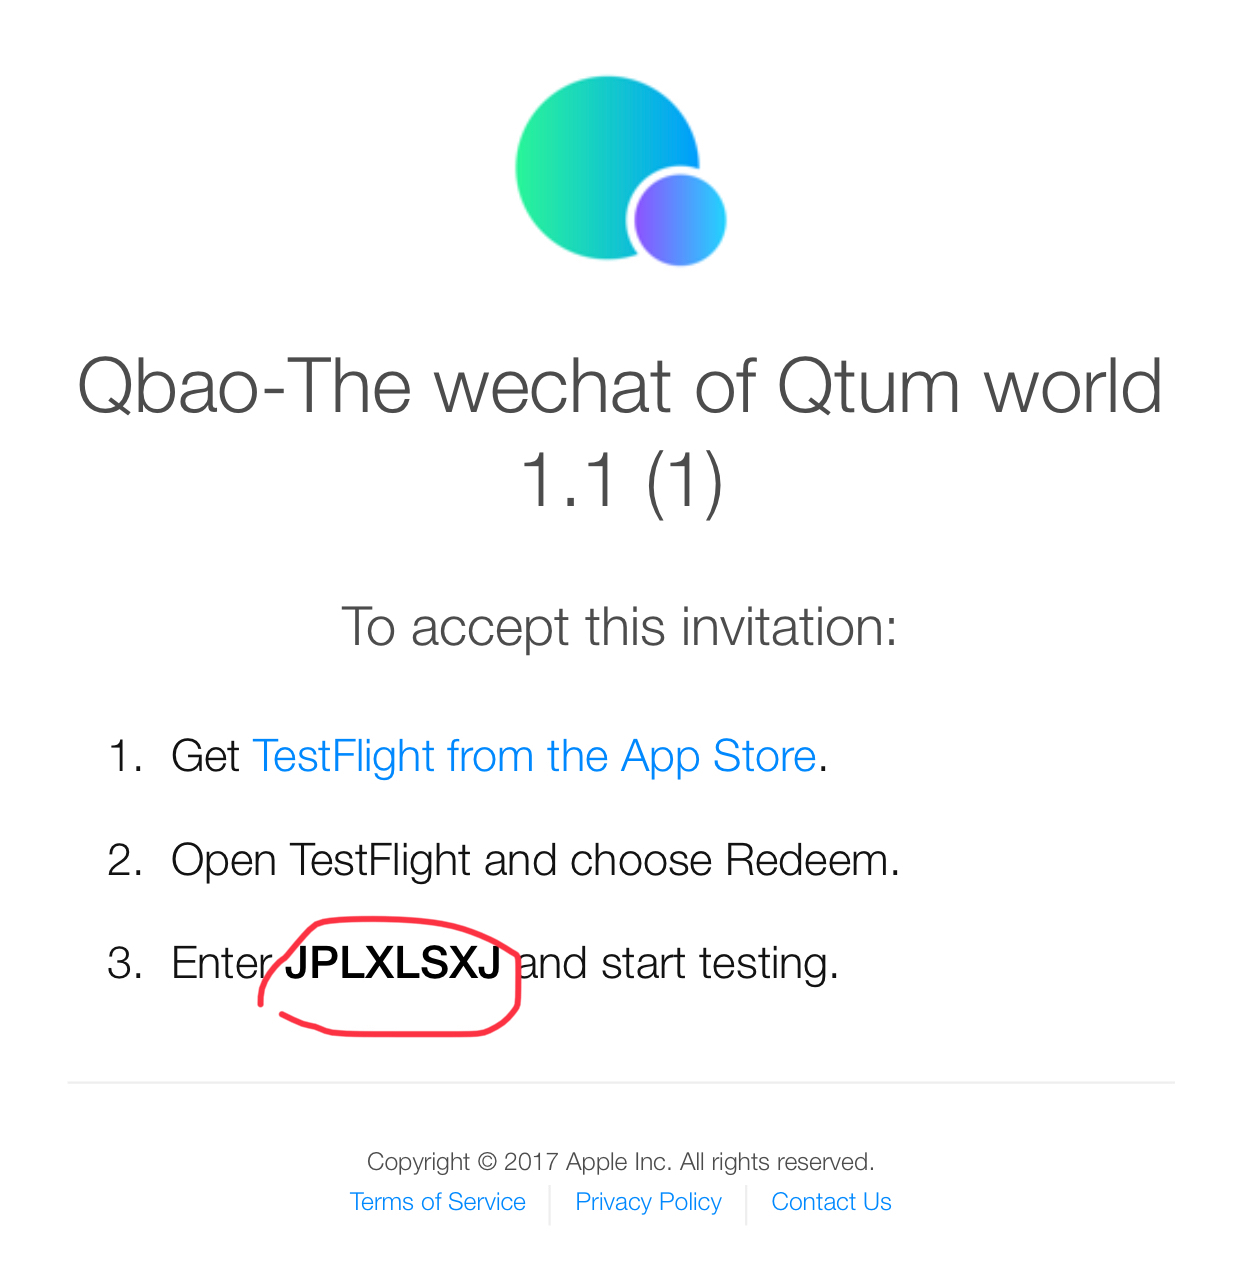 Qbao-The wechat of Qtum world
1.1 (1)
To accept this invitation:
1. Get TestFlight from the App Store.
2. Open TestFlight and choose Redeem.
3. Enter JPLXLSXJ and start testing.
Copyright © 2017 Apple Inc. All rights reserved.
Terms of Service Privacy Policy Contact Us